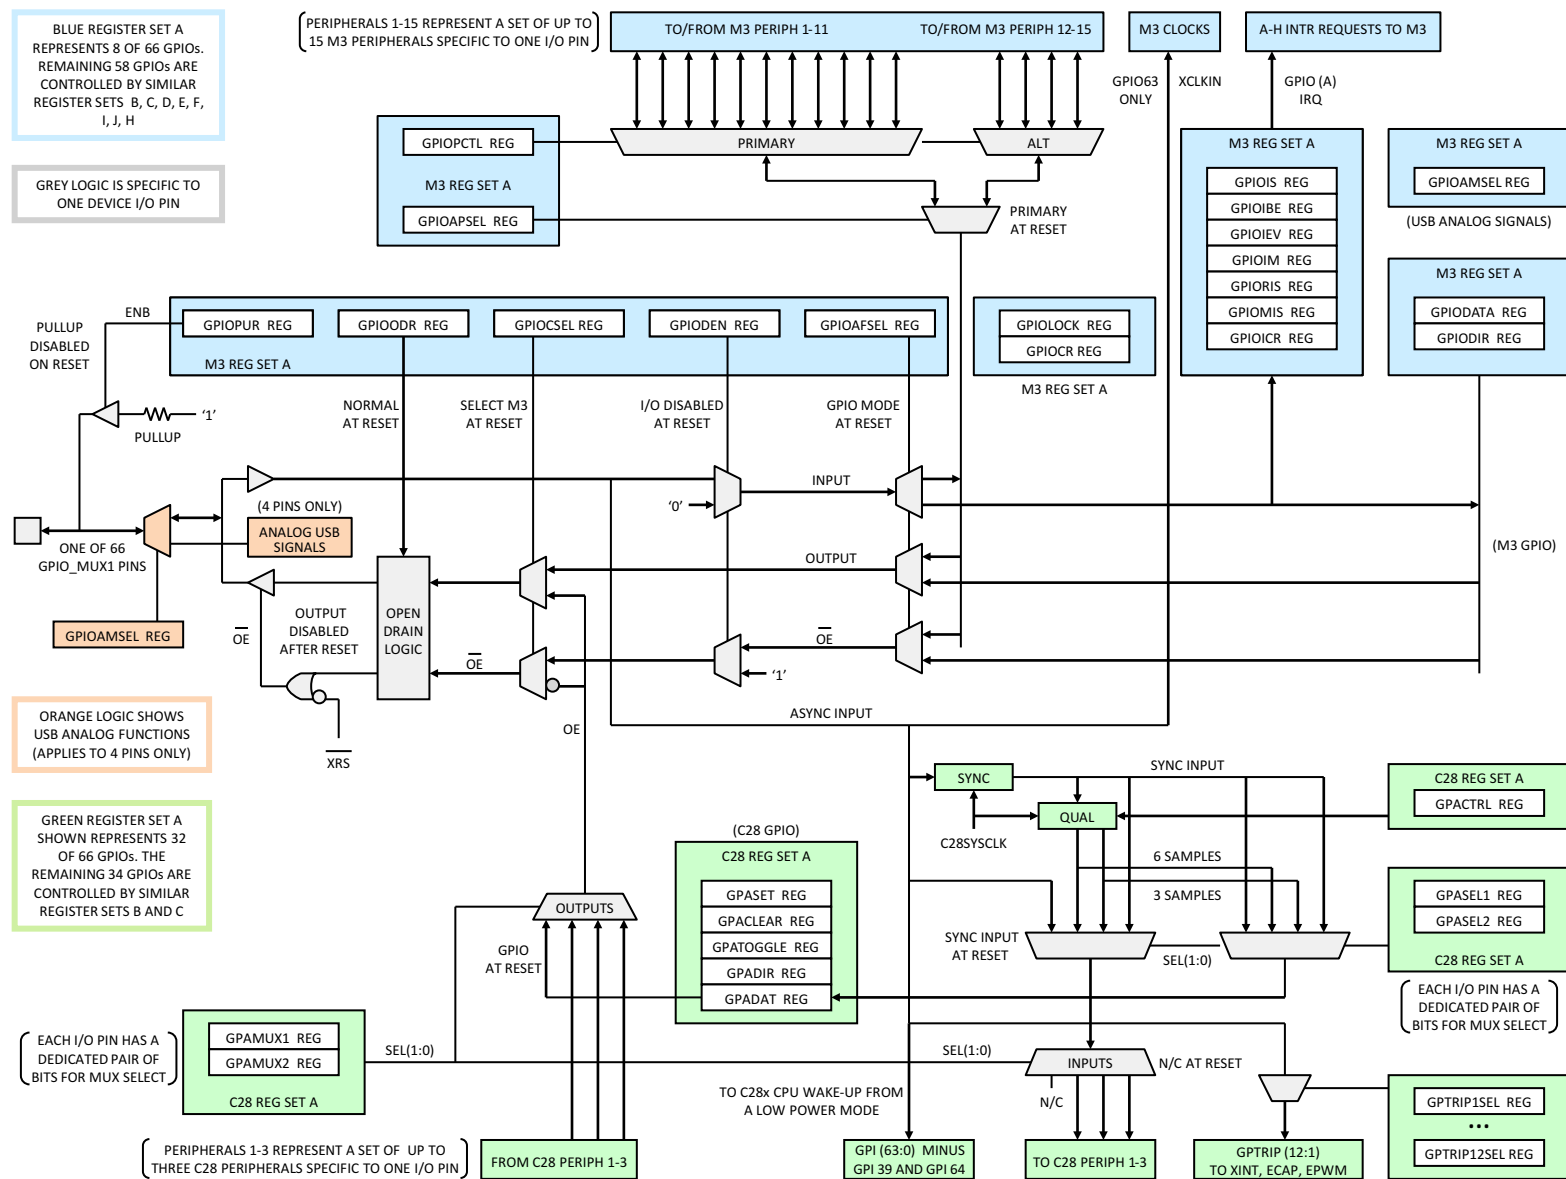 BLUE REGISTER SET A
REPRESENTS 8 OF 66 GPIOs.
REMAINING 58 GPIOs ARE
CONTROLLED BY SIMILAR
REGISTER SETS B, C, D, E, F,
I, J, H
PERIPHERALS 1-15 REPRESENT A SET OF UP TO
15 M3 PERIPHERALS SPECIFIC TO ONE I/O PIN
TO/FROM M3 PERIPH 1-11
TO/FROM M3 PERIPH 12-15
M3 CLOCKS
A-H INTR REQUESTS TO M3
GPIO63
ONLY
XCLKIN
GPIO (A)
IRQ
GREY LOGIC IS SPECIFIC TO
ONE DEVICE I/O PIN
GPIOPCTL REG
M3 REG SET A
GPIOAPSEL REG
PRIMARY
ALT
PRIMARY
AT RESET
M3 REG SET A
GPIOIS REG
GPIOIBE REG
GPIOIEV REG
GPIOIM REG
GPIORIS REG
GPIOMIS REG
GPIOICR REG
M3 REG SET A
GPIOAMSEL REG
(USB ANALOG SIGNALS)
M3 REG SET A
GPIODATA REG
GPIODIR REG
PULLUP
DISABLED
ON RESET
ENB
GPIOPUR REG
GPIOODR REG
GPIOCSEL REG
GPIODEN REG
GPIOAFSEL REG
M3 REG SET A
GPIOLOCK REG
GPIOCR REG
M3 REG SET A
‘1’
PULLUP
NORMAL
AT RESET
SELECT M3
AT RESET
I/O DISABLED
AT RESET
GPIO MODE
AT RESET
INPUT
‘0’
(4 PINS ONLY)
ANALOG USB
SIGNALS
ONE OF 66
GPIO_MUX1 PINS
GPIOAMSEL REG
OUTPUT
(M3 GPIO)
OE
OUTPUT
DISABLED
AFTER RESET
OPEN
DRAIN
LOGIC
OE
OE
‘1’
XRS
OE
ASYNC INPUT
ORANGE LOGIC SHOWS
USB ANALOG FUNCTIONS
(APPLIES TO 4 PINS ONLY)
GREEN REGISTER SET A
SHOWN REPRESENTS 32
OF 66 GPIOs. THE
REMAINING 34 GPIOs ARE
CONTROLLED BY SIMILAR
REGISTER SETS B AND C
SYNC
SYNC INPUT
QUAL
C28SYSCLK
C28 REG SET A
GPACTRL REG
6 SAMPLES
3 SAMPLES
GPASEL1 REG
GPASEL2 REG
C28 REG SET A
(C28 GPIO)
C28 REG SET A
GPASET REG
GPACLEAR REG
GPATOGGLE REG
GPADIR REG
GPADAT REG
OUTPUTS
GPIO
AT RESET
SYNC INPUT
AT RESET
SEL(1:0)
EACH I/O PIN HAS A
DEDICATED PAIR OF
BITS FOR MUX SELECT
EACH I/O PIN HAS A
DEDICATED PAIR OF
BITS FOR MUX SELECT
GPAMUX1 REG
GPAMUX2 REG
C28 REG SET A
SEL(1:0)
SEL(1:0)
INPUTS
N/C AT RESET
N/C
TO C28x CPU WAKE-UP FROM
A LOW POWER MODE
GPTRIP1SEL REG
...
GPTRIP12SEL REG
PERIPHERALS 1-3 REPRESENT A SET OF UP TO
THREE C28 PERIPHERALS SPECIFIC TO ONE I/O PIN
FROM C28 PERIPH 1-3
GPI (63:0) MINUS
GPI 39 AND GPI 64
TO C28 PERIPH 1-3
GPTRIP (12:1)
TO XINT, ECAP, EPWM